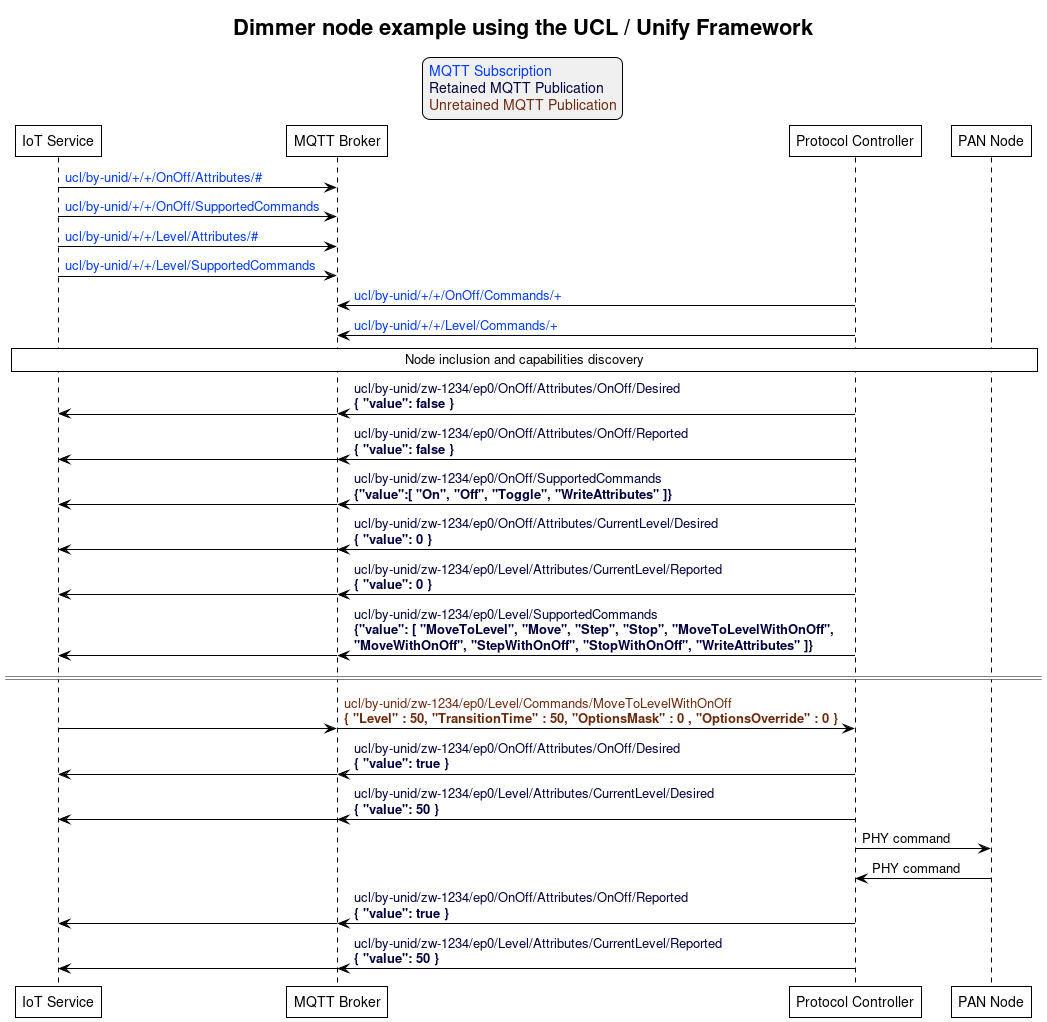 Dimmer node example using the UCL / Unify Framework
MQTT Subscription
Retained MQTT Publication
Unretained MQTT Publication
IoT Service
MQTT Broker
Protocol Controller
PAN Node
ucl/by-unid/+/+/OnOff/Attributes/#
ucl/by-unid/+/+/OnOff/SupportedCommands
ucl/by-unid/+/+/Level/Attributes/#
ucl/by-unid/+/+/Level/SupportedCommands
ucl/by-unid/+/+/OnOff/Commands/+
ucl/by-unid/+/+/Level/Commands/+
Node inclusion and capabilities discovery
ucl/by-unid/zw-1234/ep0/OnOff/Attributes/OnOff/Desired
{ "value": false }
ucl/by-unid/zw-1234/ep0/OnOff/Attributes/OnOff/Reported
{ "value": false }
ucl/by-unid/zw-1234/ep0/OnOff/SupportedCommands
{"value":[ "On", "Off", "Toggle", "WriteAttributes" ]}
ucl/by-unid/zw-1234/ep0/OnOff/Attributes/CurrentLevel/Desired
{ "value": 0 }
ucl/by-unid/zw-1234/ep0/Level/Attributes/CurrentLevel/Reported
{ "value": 0 }
ucl/by-unid/zw-1234/ep0/Level/SupportedCommands
{"value": [ "MoveToLevel", "Move", "Step", "Stop", "MoveToLevelWithOnOff",
"MoveWithOnOff", "StepWithOnOff", "StopWithOnOff", "WriteAttributes" ]}
ucl/by-unid/zw-1234/ep0/Level/Commands/MoveToLevelWithOnOff
{ "Level" : 50, "TransitionTime" : 50, "OptionsMask" : 0 , "OptionsOverride" : 0 }
ucl/by-unid/zw-1234/ep0/OnOff/Attributes/OnOff/Desired
{ "value": true }
ucl/by-unid/zw-1234/ep0/Level/Attributes/CurrentLevel/Desired
{ "value": 50 }
PHY command
PHY command
ucl/by-unid/zw-1234/ep0/OnOff/Attributes/OnOff/Reported
{ "value": true }
ucl/by-unid/zw-1234/ep0/Level/Attributes/CurrentLevel/Reported
{ "value": 50 }
IoT Service
MQTT Broker
Protocol Controller
PAN Node